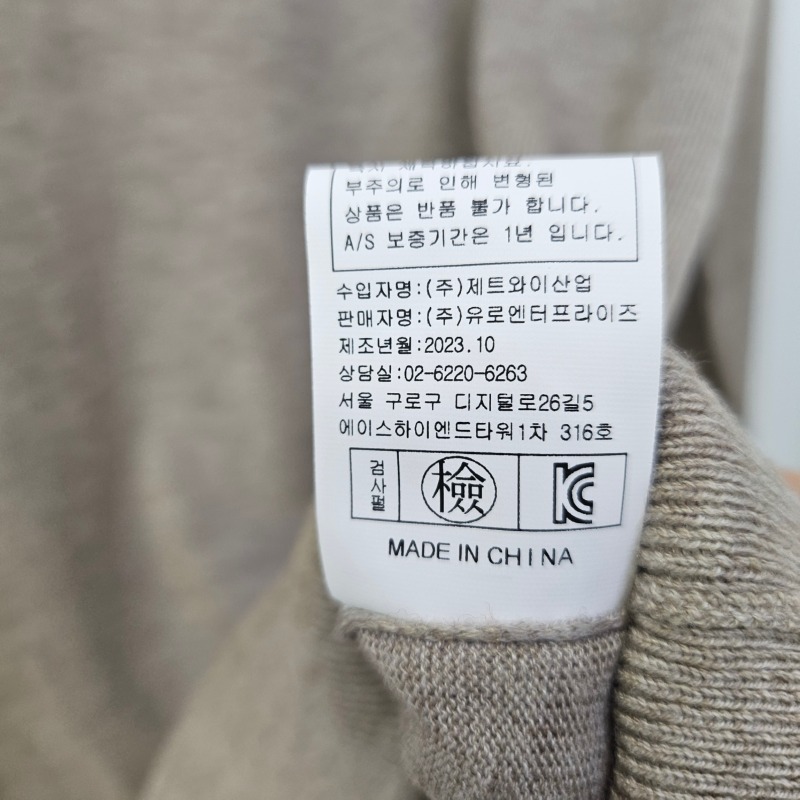 부주의로 인해 변형된
상품은 반품 불가 합니다.
A/S 보증기간은 1년 입니다.
수입자명:(주)제트와이산업
판매자명:(주)유로엔터프라이즈
제조년월:2023.10
상담실:02-6220-6263
서울 구로구 디지털로26길5
에이스하이엔드타워1차 316호
검사필 檢 KC
MADE IN CHINA